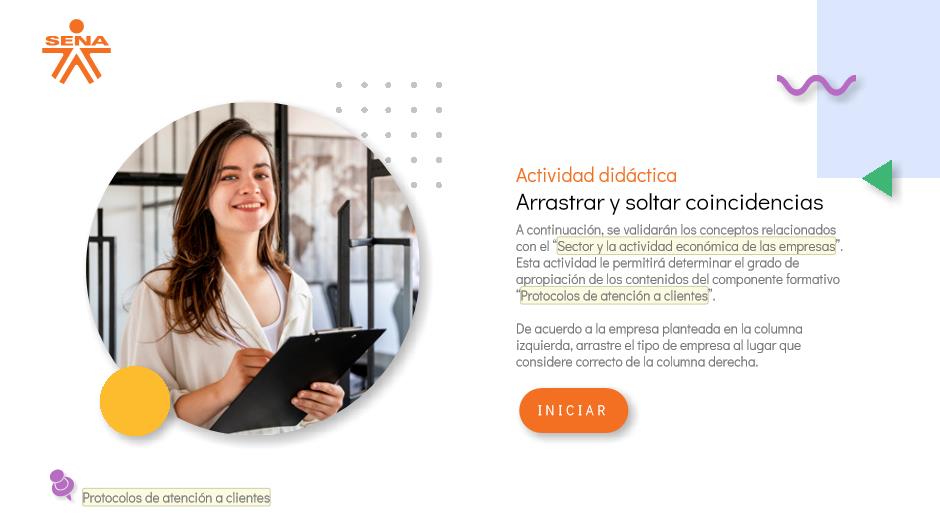 SENA
Actividad didáctica
Arrastrar y soltar coincidencias
A continuación, se validarán los conceptos relacionados
con el “Sector y la actividad económica de las empresas”.
Esta actividad le permitirá determinar el grado de
apropiación de los contenidos del componente formativo
“Protocolos de atención a clientes”.
De acuerdo a la empresa planteada en la columna
izquierda, arrastre el tipo de empresa al lugar que
considere correcto de la columna derecha.
INICIAR
Protocolos de atención a clientes